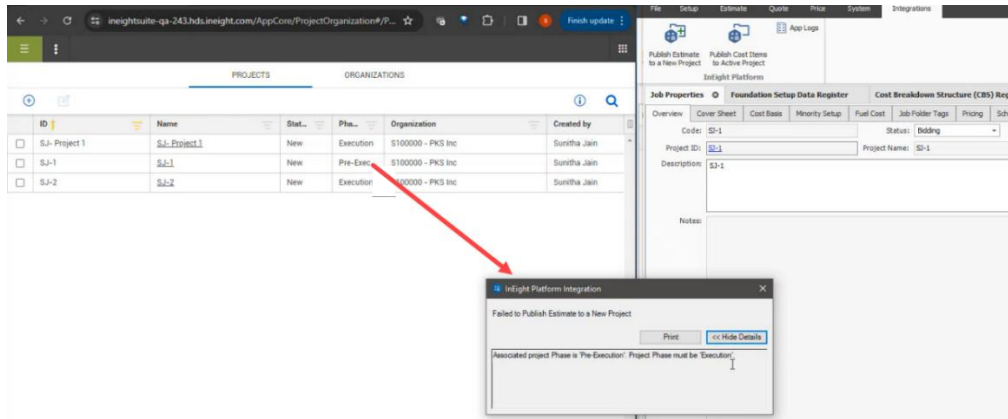 ineightsuite-qa-243.hds.ineight.com/AppCore/ProjectOrganization#/P...
Finish update
PROJECTS
ORGANIZATIONS
ID
Name
Stat...
Pha...
Organization
Created by
SJ- Project 1
SJ- Project 1
New
Execution
S100000 - PKS Inc
Sunitha Jain
SJ-1
SJ-1
New
Pre-Exec
S100000 - PKS Inc
Sunitha Jain
SJ-2
SJ-2
New
Execution
S100000 - PKS Inc
Sunitha Jain
File
Setup
Estimate
Quote
Price
System
Integrations
Publish Estimate
to a New Project
Publish Cost Items
to Active Project
App Logs
InEight Platform
Job Properties
Foundation Setup Data Register
Cost Breakdown Structure (CBS) Reg
Overview
Cover Sheet
Cost Basis
Minority Setup
Fuel Cost
Job Folder Tags
Pricing
Sch
Code: SJ-1
Status: Bidding
Project ID: SJ-1
Project Name: SJ-1
Description: SJ-1
Notes:
InEight Platform Integration
Failed to Publish Estimate to a New Project
Print
<< Hide Details
Associated project Phase is 'Pre-Execution'. Project Phase must be 'Execution'.